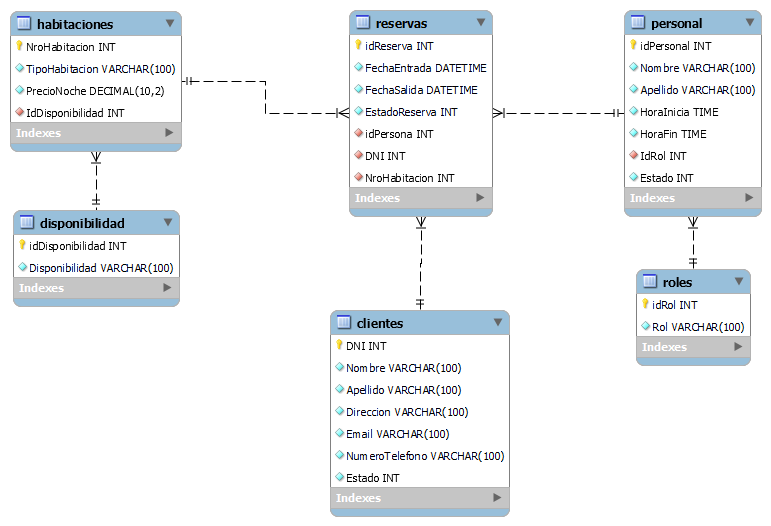 habitaciones
NroHabitacion INT
TipoHabitacion VARCHAR(100)
PrecioNoche DECIMAL(10,2)
IdDisponibilidad INT
Indexes
disponibilidad
idDisponibilidad INT
Disponibilidad VARCHAR(100)
Indexes
reservas
idReserva INT
FechaEntrada DATETIME
FechaSalida DATETIME
EstadoReserva INT
idPersona INT
DNI INT
NroHabitacion INT
Indexes
clientes
DNI INT
Nombre VARCHAR(100)
Apellido VARCHAR(100)
Direccion VARCHAR(100)
Email VARCHAR(100)
NumeroTelefono VARCHAR(100)
Estado INT
Indexes
personal
idPersonal INT
Nombre VARCHAR(100)
Apellido VARCHAR(100)
HoraInicia TIME
HoraFin TIME
IdRol INT
Estado INT
Indexes
roles
idRol INT
Rol VARCHAR(100)
Indexes